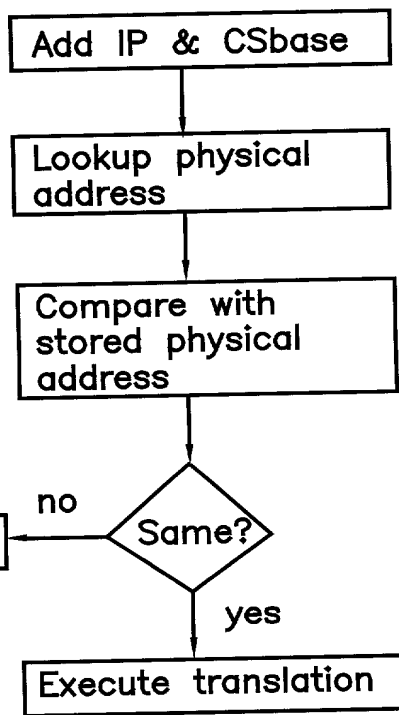 Add IP & CSbase
Lookup physical
address
Compare with
stored physical
address
no
Same?
yes
Execute translation